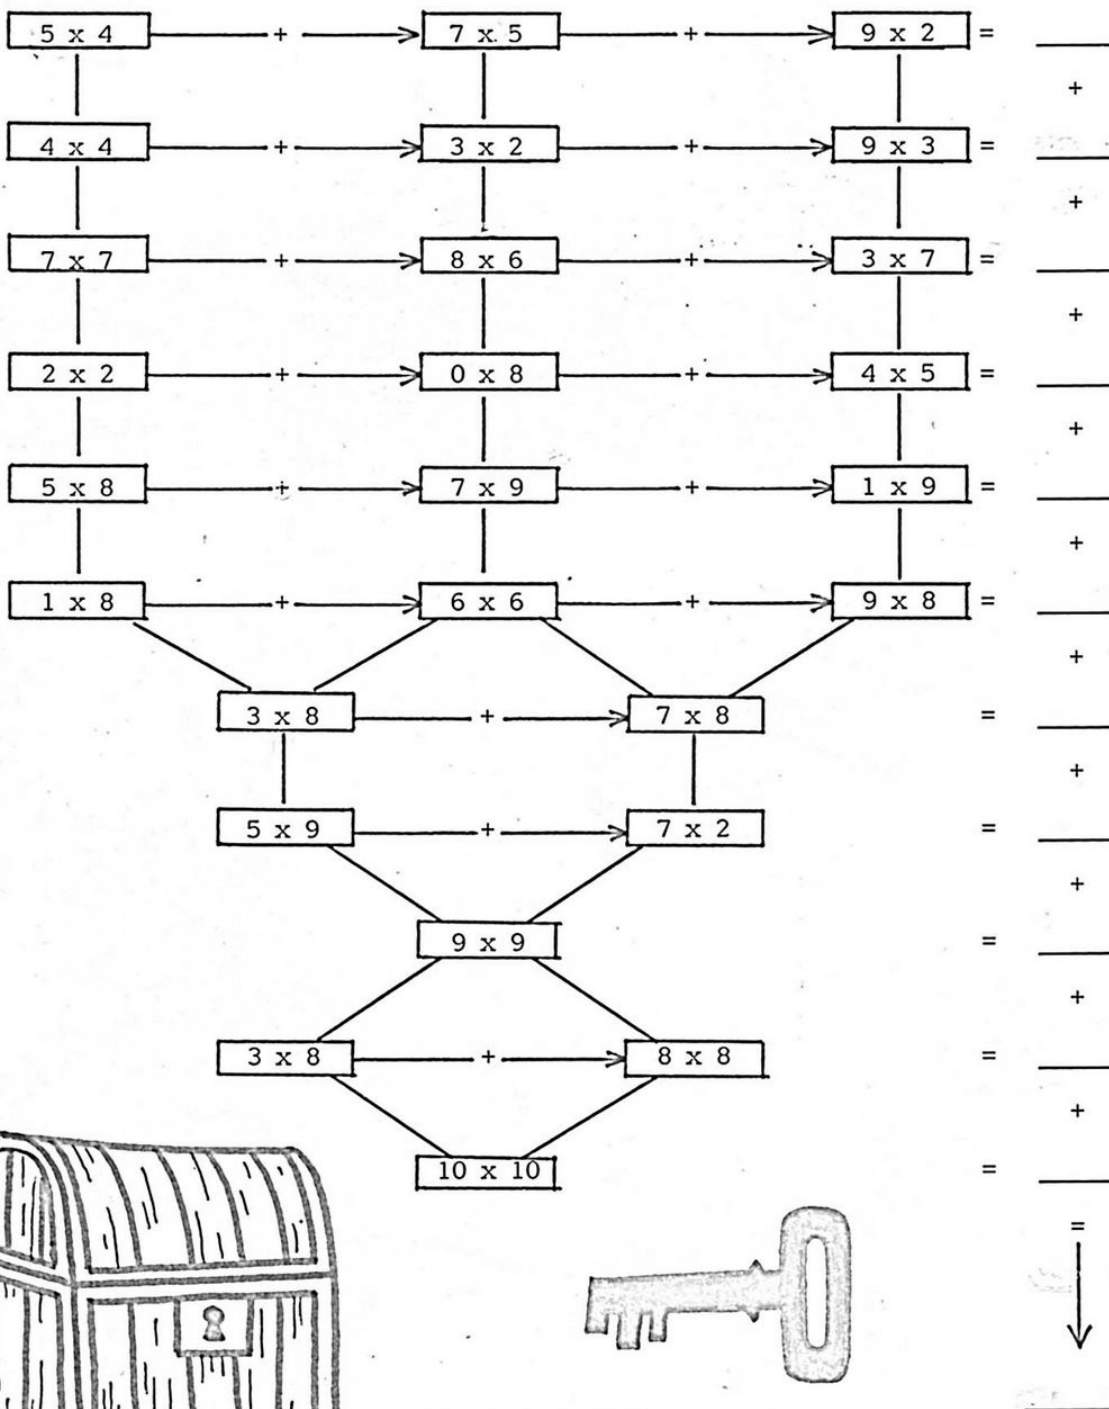 5 x 4 + 7 x 5 + 9 x 2 =
+
4 x 4 + 3 x 2 + 9 x 3 =
+
7 x 7 + 8 x 6 + 3 x 7 =
+
2 x 2 + 0 x 8 + 4 x 5 =
+
5 x 8 + 7 x 9 + 1 x 9 =
+
1 x 8 + 6 x 6 + 9 x 8 =
+
3 x 8 + 7 x 8 =
+
5 x 9 + 7 x 2 =
+
9 x 9 =
+
3 x 8 + 8 x 8 =
+
10 x 10 =
=